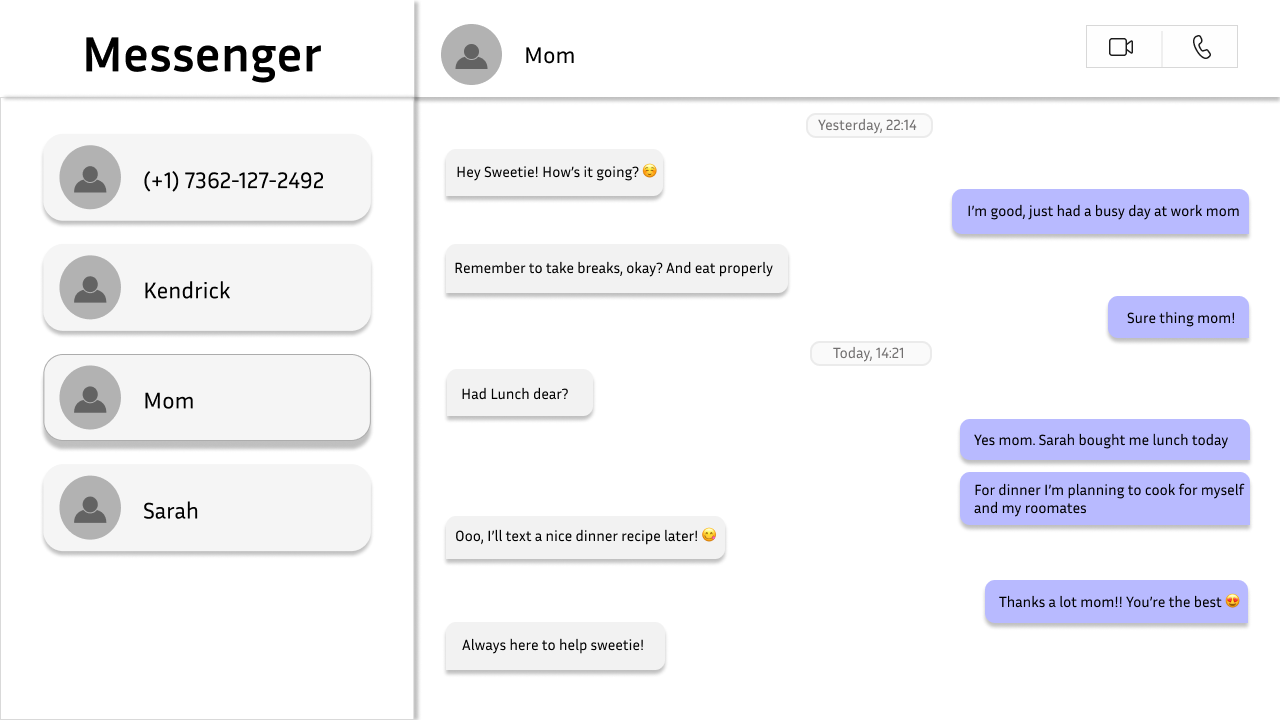 Messenger
(+1) 7362-127-2492
Kendrick
Mom
Sarah
Mom
Yesterday, 22:14
Hey Sweetie! How's it going? ☺️
I'm good, just had a busy day at work mom
Remember to take breaks, okay? And eat properly
Sure thing mom!
Today, 14:21
Had Lunch dear?
Yes mom. Sarah bought me lunch today
For dinner I'm planning to cook for myself
and my roomates
Ooo, I'll text a nice dinner recipe later! 😋
Thanks a lot mom!! You're the best 😍
Always here to help sweetie!